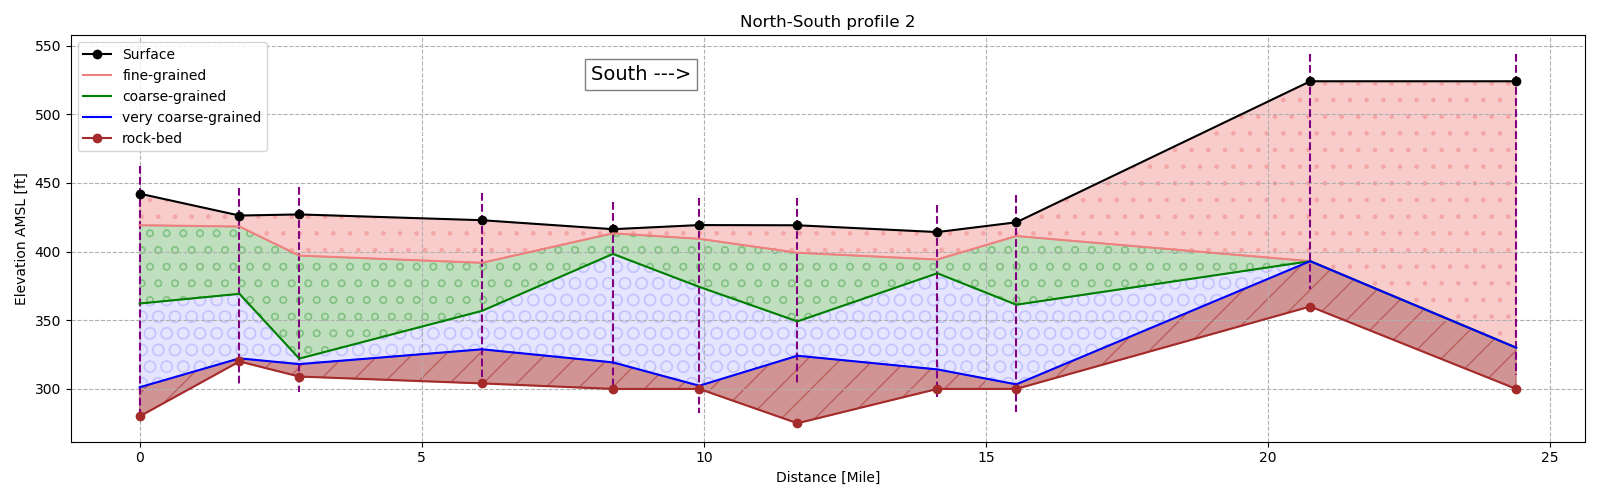 North-South profile 2
Surface
fine-grained
coarse-grained
very coarse-grained
rock-bed
South --->
Elevation AMSL [ft]
550
500
450
400
350
300
0
5
10
15
20
25
Distance [Mile]